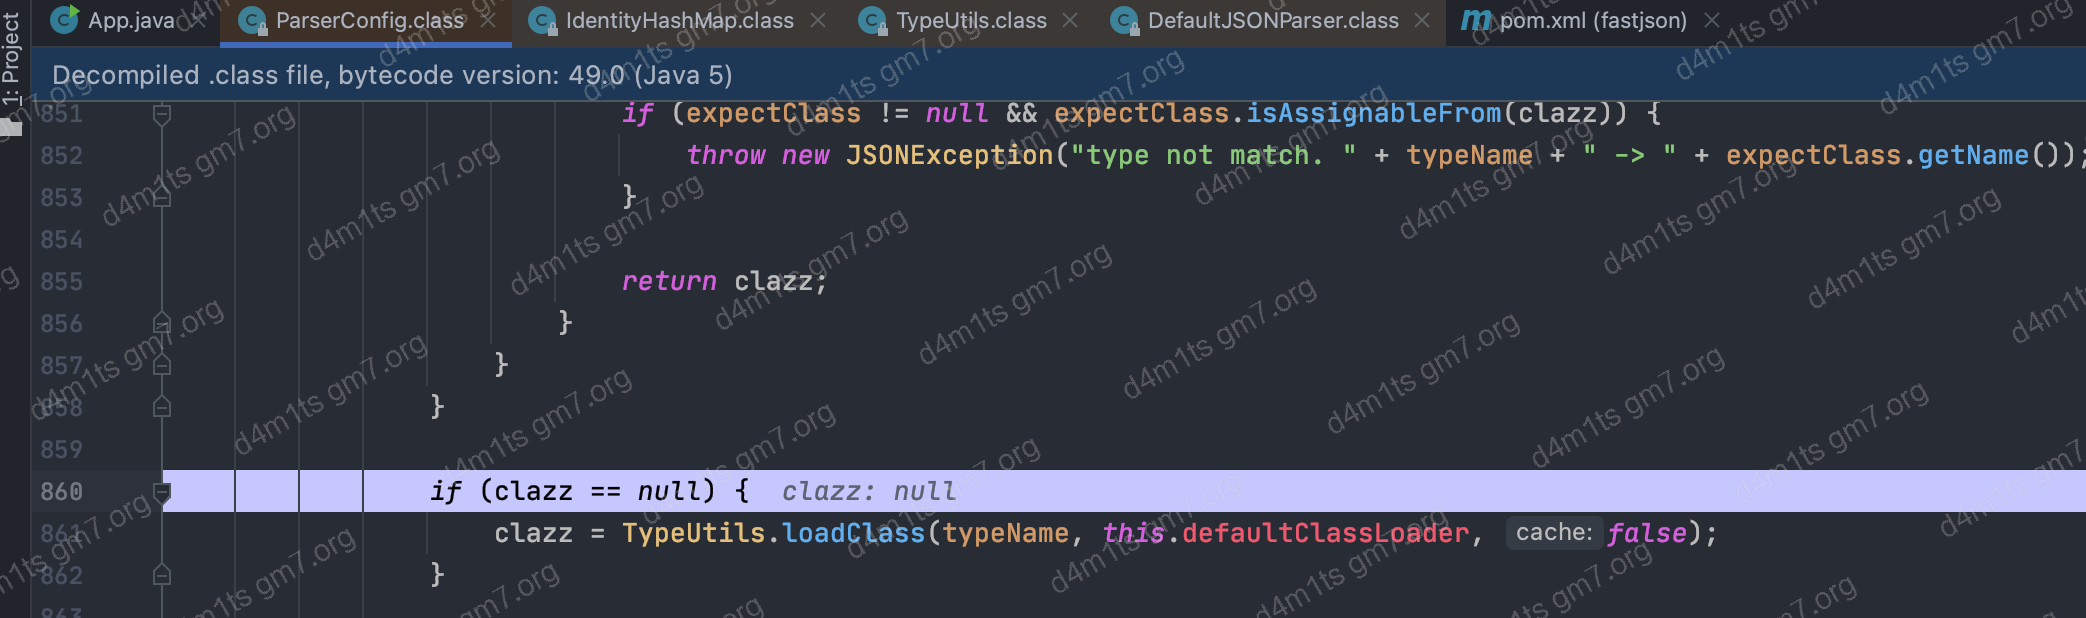 1: Project
App.java
ParserConfig.class
IdentityHashMap.class
TypeUtils.class
DefaultJSONParser.class
pom.xml (fastjson)
Decompiled .class file, bytecode version: 49.0 (Java 5)
851 if (expectClass != null && expectClass.isAssignableFrom(clazz)) {
852 throw new JSONException("type not match. " + typeName + " -> " + expectClass.getName());
853 }
854
855 return clazz;
856 }
857 }
858 }
859
860 if (clazz == null) { clazz: null
861 clazz = TypeUtils.loadClass(typeName, this.defaultClassLoader, cache: false);
862 }
863
d4m1ts gm7.org